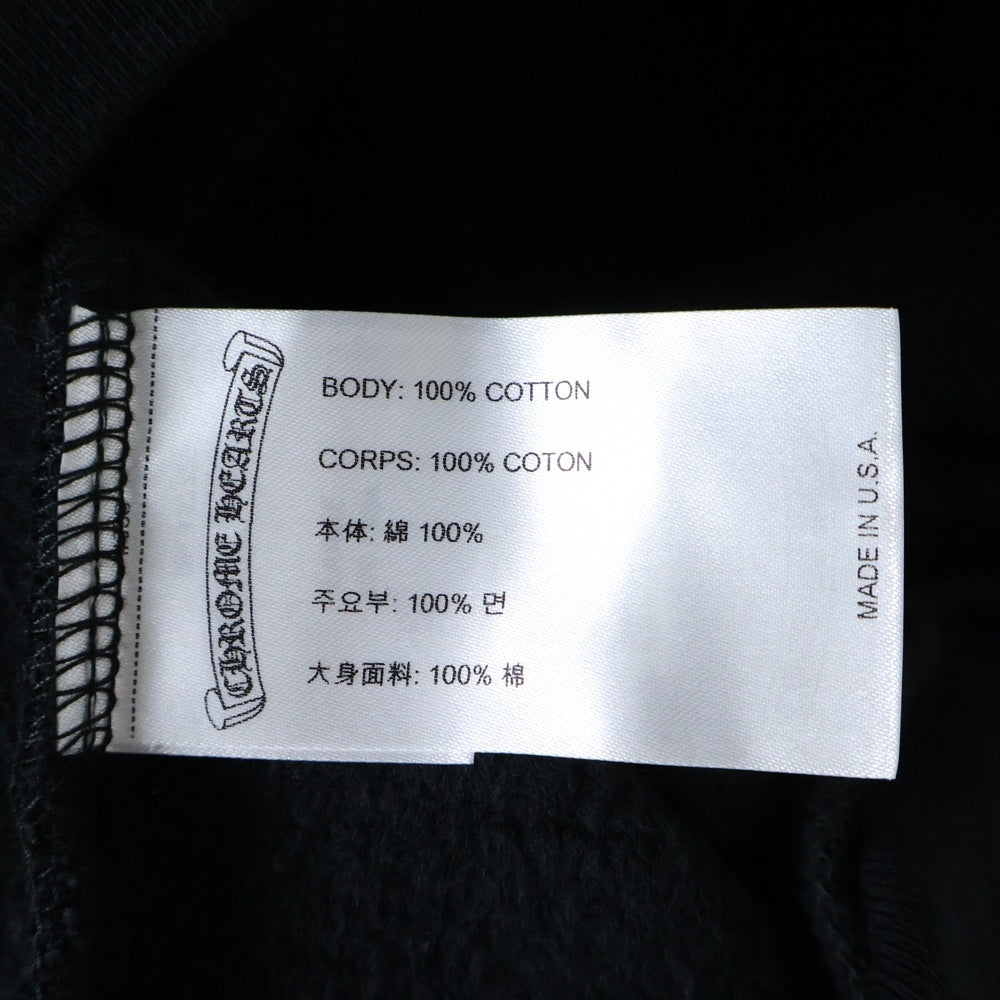 CHROME HEARTS
BODY: 100% COTTON
CORPS: 100% COTON
本体: 綿 100%
주요부: 100% 면
大身面料: 100% 棉
MADE IN U.S.A.